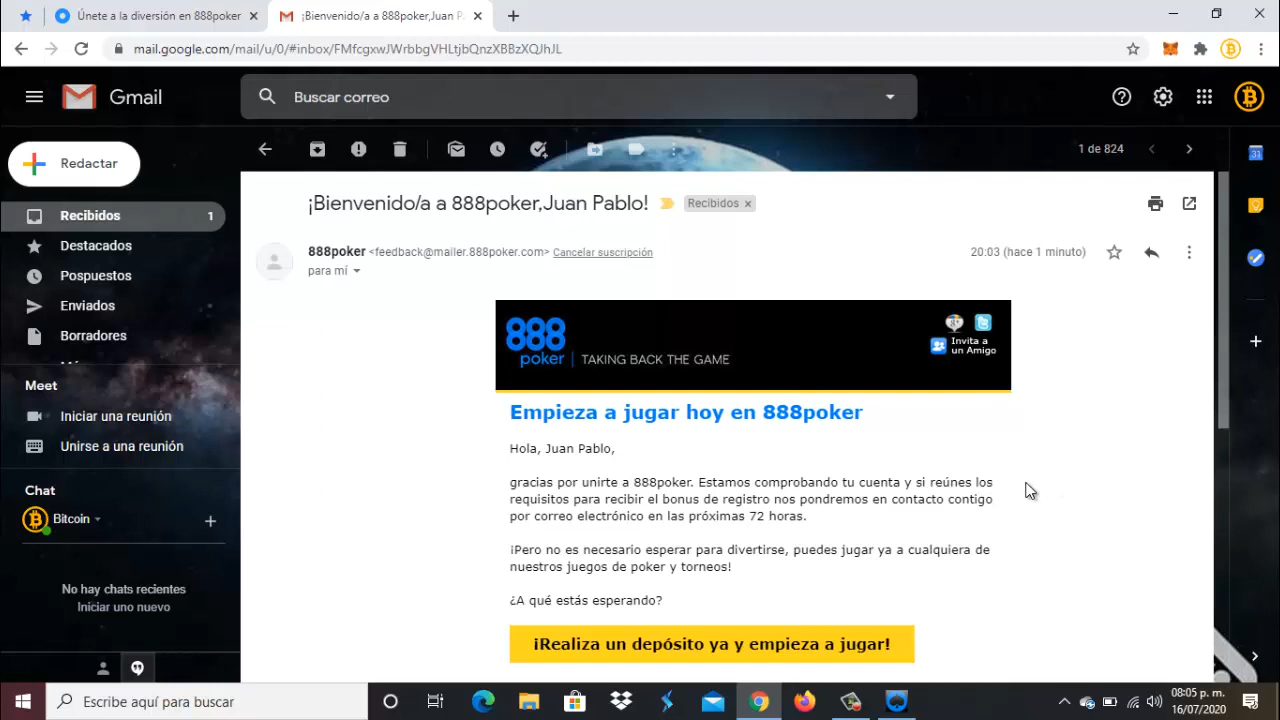 Únete a la diversión en 888poker
¡Bienvenido/a a 888poker,Juan P
mail.google.com/mail/u/0/#inbox/FMfcgxwJWrbbgVHLtjbQnzXBBzXQJhJL
Gmail
Buscar correo
Redactar
1 de 824
Recibidos 1
Destacados
Pospuestos
Enviados
Borradores
Meet
Iniciar una reunión
Unirse a una reunión
Chat
Bitcoin
No hay chats recientes
Iniciar uno nuevo
¡Bienvenido/a a 888poker,Juan Pablo!
Recibidos x
888poker <feedback@mailer.888poker.com> Cancelar suscripción
20:03 (hace 1 minuto)
para mí
888
poker | TAKING BACK THE GAME
Invita a
un Amigo
Empieza a jugar hoy en 888poker
Hola, Juan Pablo,
gracias por unirte a 888poker. Estamos comprobando tu cuenta y si reúnes los
requisitos para recibir el bonus de registro nos pondremos en contacto contigo
por correo electrónico en las próximas 72 horas.
¡Pero no es necesario esperar para divertirse, puedes jugar ya a cualquiera de
nuestros juegos de poker y torneos!
¿A qué estás esperando?
¡Realiza un depósito ya y empieza a jugar!
31
Escribe aquí para buscar
08:05 p. m.
16/07/2020